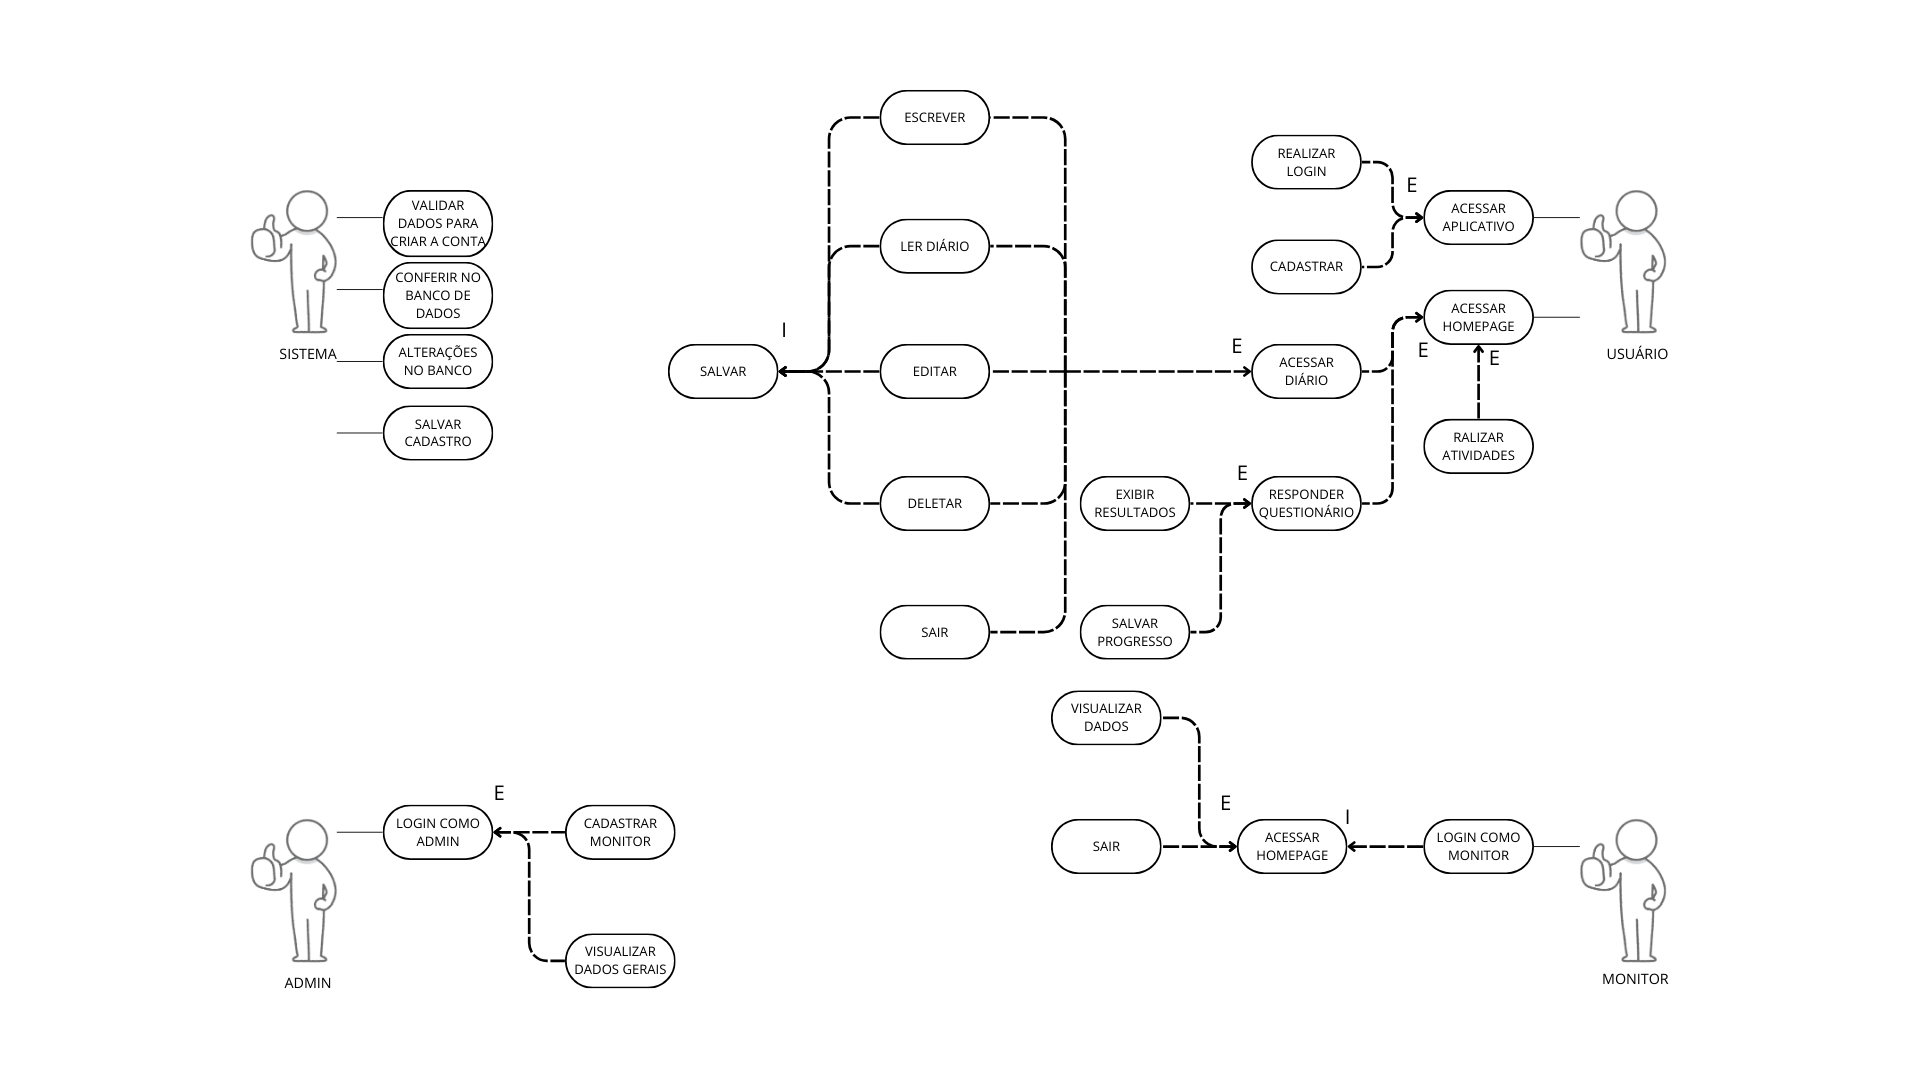 ESCREVER
REALIZAR
LOGIN
E
VALIDAR
DADOS PARA
CRIAR A CONTA
ACESSAR
APLICATIVO
LER DIÁRIO
CADASTRAR
CONFERIR NO
BANCO DE
DADOS
ACESSAR
HOMEPAGE
I
E
E
E
SISTEMA
USUÁRIO
ALTERAÇÕES
NO BANCO
SALVAR
EDITAR
ACESSAR
DIÁRIO
SALVAR
CADASTRO
RALIZAR
ATIVIDADES
E
DELETAR
EXIBIR
RESULTADOS
RESPONDER
QUESTIONÁRIO
SAIR
SALVAR
PROGRESSO
VISUALIZAR
DADOS
E
E
I
LOGIN COMO
ADMIN
CADASTRAR
MONITOR
SAIR
ACESSAR
HOMEPAGE
LOGIN COMO
MONITOR
VISUALIZAR
DADOS GERAIS
ADMIN
MONITOR